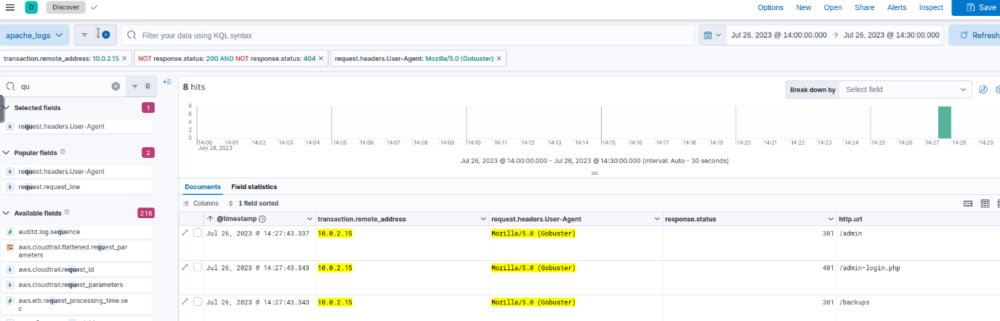 D Discover
Options New Open Share Alerts Inspect Save
apache_logs Filter your data using KQL syntax Jul 26, 2023 @ 14:00:00.000 → Jul 26, 2023 @ 14:30:00.000 Refresh
transaction.remote_address: 10.0.2.15 × NOT response.status: 200 AND NOT response.status: 404 × request.headers.User-Agent: Mozilla/5.0 (Gobuster) ×
qu 0
8 hits
Break down by Select field
Selected fields 1
k request.headers.User-Agent
Popular fields 2
k request.headers.User-Agent
k request.request_line
Available fields 216
# auditd.log.sequence
aws.cloudtrail.flattened.request_par
ameters
k aws.cloudtrail.request_id
k aws.cloudtrail.request_parameters
# aws.elb.request_processing_time.se
c
8
6
4
2
0
14:00 14:01 14:02 14:03 14:04 14:05 14:06 14:07 14:08 14:09 14:10 14:11 14:12 14:13 14:14 14:15 14:16 14:17 14:18 14:19 14:20 14:21 14:22 14:23 14:24 14:25 14:26 14:27 14:28 14:29
July 26, 2023
Jul 26, 2023 @ 14:00:00.000 - Jul 26, 2023 @ 14:30:00.000 (interval: Auto - 30 seconds)
Documents Field statistics
Columns 1 field sorted
@timestamp transaction.remote_address request.headers.User-Agent response.status http.url
Jul 26, 2023 @ 14:27:43.337 10.0.2.15 Mozilla/5.0 (Gobuster) 301 /admin
Jul 26, 2023 @ 14:27:43.343 10.0.2.15 Mozilla/5.0 (Gobuster) 401 /admin-login.php
Jul 26, 2023 @ 14:27:43.343 10.0.2.15 Mozilla/5.0 (Gobuster) 301 /backups